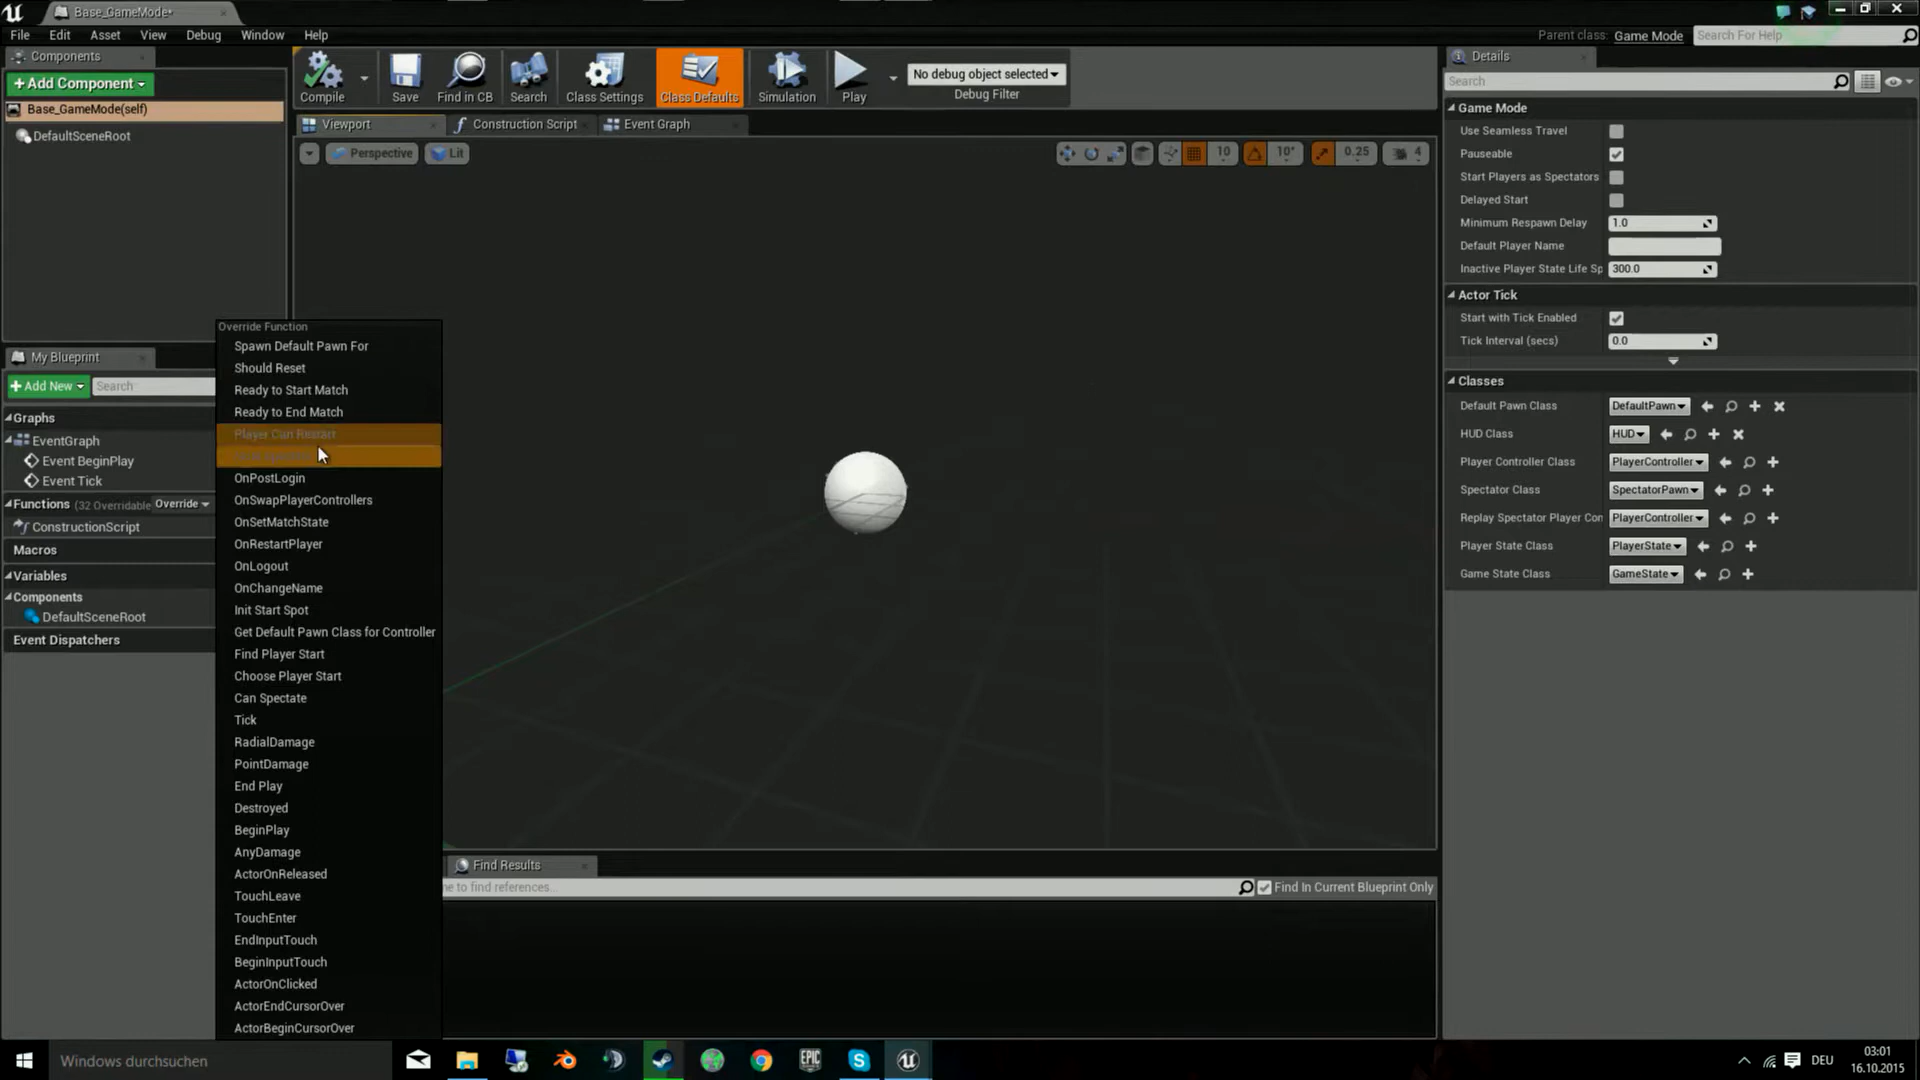 Base_GameMode*
File Edit Asset View Debug Window Help
Parent class: Game Mode Search For Help
Components
+Add Component
Base_GameMode(self)
DefaultSceneRoot
Compile Save Find in CB Search Class Settings Class Defaults Simulation Play
No debug object selected
Debug Filter
Viewport Construction Script Event Graph
Perspective Lit 10 10° 0.25 4
My Blueprint
+Add New Search
Graphs
EventGraph
Event BeginPlay
Event Tick
Functions (32 Overridable Override
ConstructionScript
Macros
Variables
Components
DefaultSceneRoot
Event Dispatchers
Override Function
Spawn Default Pawn For
Should Reset
Ready to Start Match
Ready to End Match
Player Can Restart
OnPostLogin
OnSwapPlayerControllers
OnSetMatchState
OnRestartPlayer
OnLogout
OnChangeName
Init Start Spot
Get Default Pawn Class for Controller
Find Player Start
Choose Player Start
Can Spectate
Tick
RadialDamage
PointDamage
End Play
Destroyed
BeginPlay
AnyDamage
ActorOnReleased
TouchLeave
TouchEnter
EndInputTouch
BeginInputTouch
ActorOnClicked
ActorEndCursorOver
ActorBeginCursorOver
Find Results
to find references...
Find In Current Blueprint Only
Details
Search
Game Mode
Use Seamless Travel
Pauseable
Start Players as Spectators
Delayed Start
Minimum Respawn Delay 1.0
Default Player Name
Inactive Player State Life Sp 300.0
Actor Tick
Start with Tick Enabled
Tick Interval (secs) 0.0
Classes
Default Pawn Class DefaultPawn
HUD Class HUD
Player Controller Class PlayerController
Spectator Class SpectatorPawn
Replay Spectator Player Con PlayerController
Player State Class PlayerState
Game State Class GameState
Windows durchsuchen
EPIC
DEU
03:01
16.10.2015